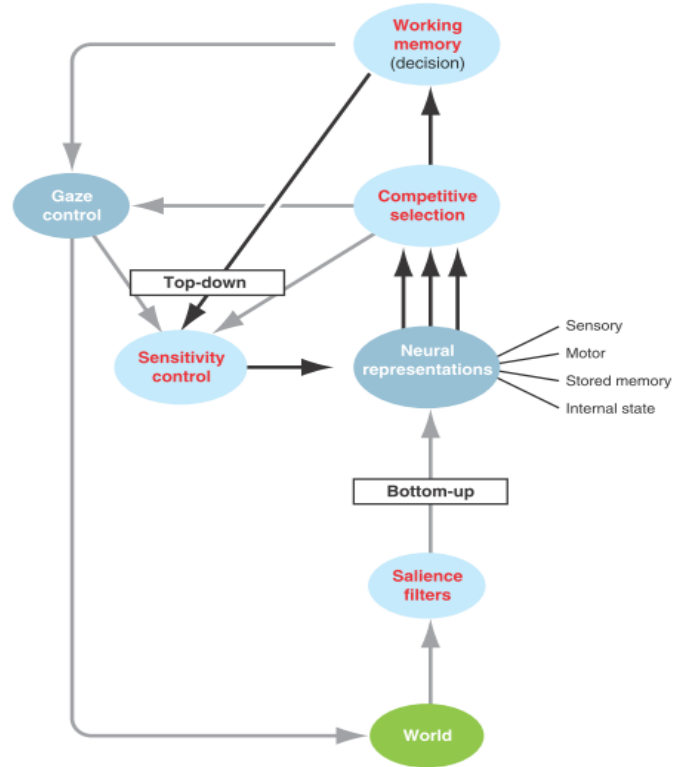 Working
memory
(decision)
Gaze
control
Competitive
selection
Top-down
Sensitivity
control
Neural
representations
Sensory
Motor
Stored memory
Internal state
Bottom-up
Salience
filters
World